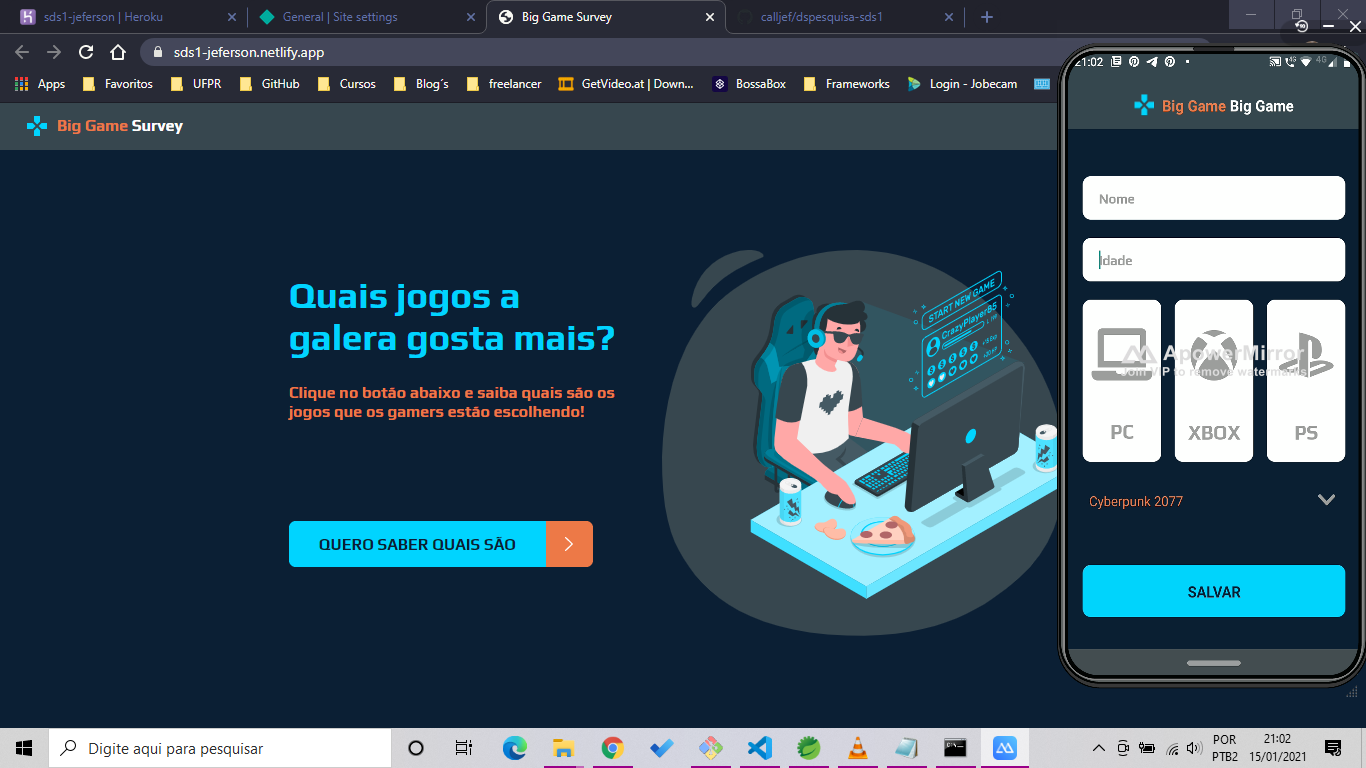 sds1-jeferson | Heroku
General | Site settings
Big Game Survey
calljef/dspesquisa-sds1
sds1-jeferson.netlify.app
Apps
Favoritos
UFPR
GitHub
Cursos
Blog´s
freelancer
GetVideo.at | Down...
BossaBox
Frameworks
Login - Jobecam
Big Game Survey
Quais jogos a
galera gosta mais?
Clique no botão abaixo e saiba quais são os
jogos que os gamers estão escolhendo!
QUERO SABER QUAIS SÃO
START NEW GAME
CrazyPlayer85
21:02
4G
Big Game Big Game
Nome
Idade
ApowerMirror
Join VIP to remove watermarks
PC
XBOX
PS
Cyberpunk 2077
SALVAR
Digite aqui para pesquisar
POR
PTB2
21:02
15/01/2021